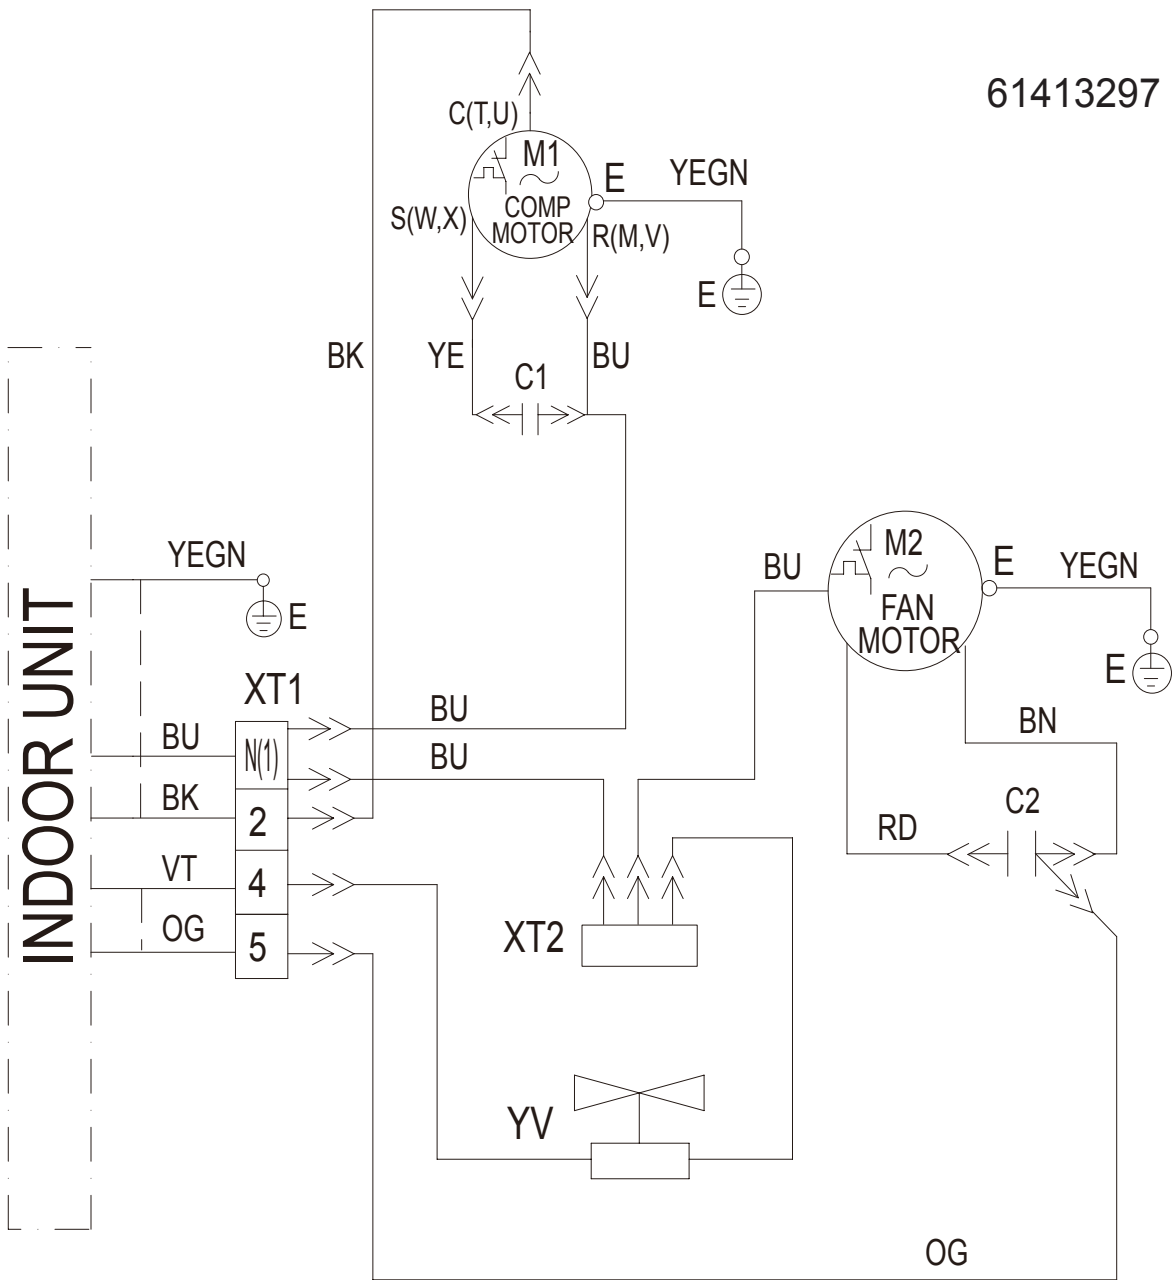 61413297
C(T,U)
M1
COMP
MOTOR
E
YEGN
S(W,X)
R(M,V)
E
BK
YE
C1
BU
INDOOR UNIT
YEGN
E
M2
FAN
MOTOR
BU
E
YEGN
E
XT1
BU
N(1)
BU
BU
BK
2
VT
4
OG
5
BN
C2
RD
XT2
YV
OG